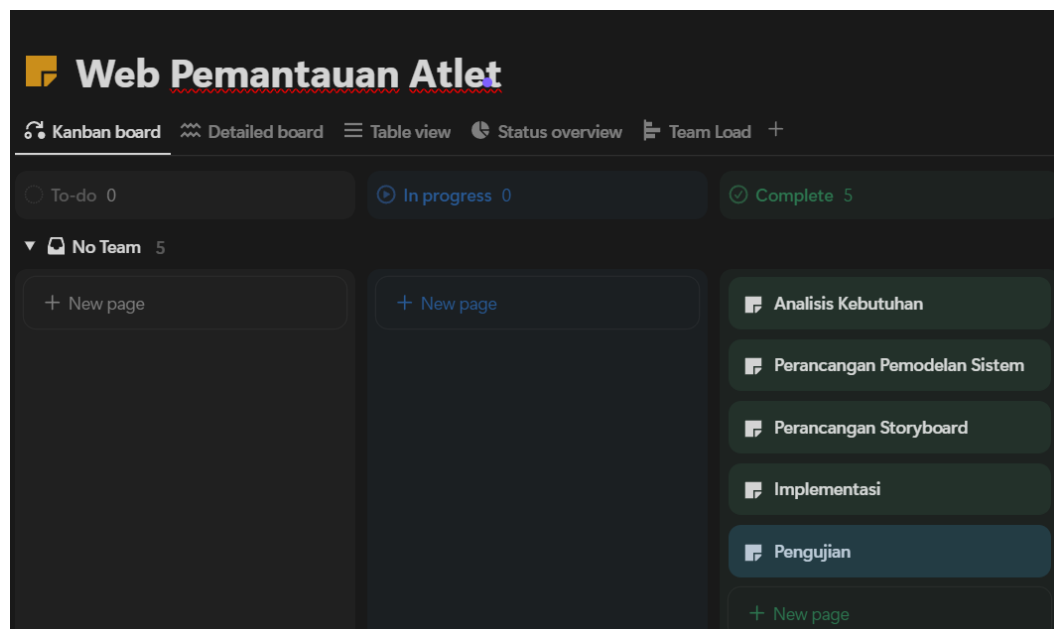 Web Pemantauan Atlet
Kanban board Detailed board Table view Status overview Team Load +
To-do 0 In progress 0 Complete 5
No Team 5
+ New page + New page Analisis Kebutuhan
Perancangan Pemodelan Sistem
Perancangan Storyboard
Implementasi
Pengujian
+ New page